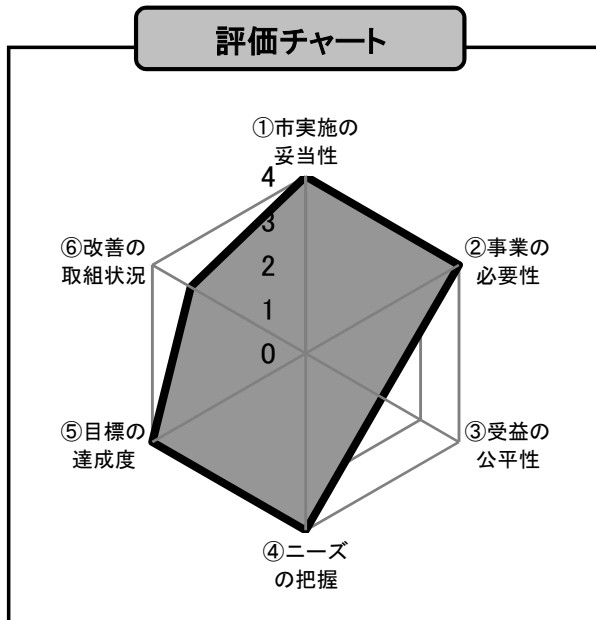 評価チャート
①市実施の
妥当性
4
3
2
1
0
②事業の
必要性
③受益の
公平性
④ニーズ
の把握
⑤目標の
達成度
⑥改善の
取組状況